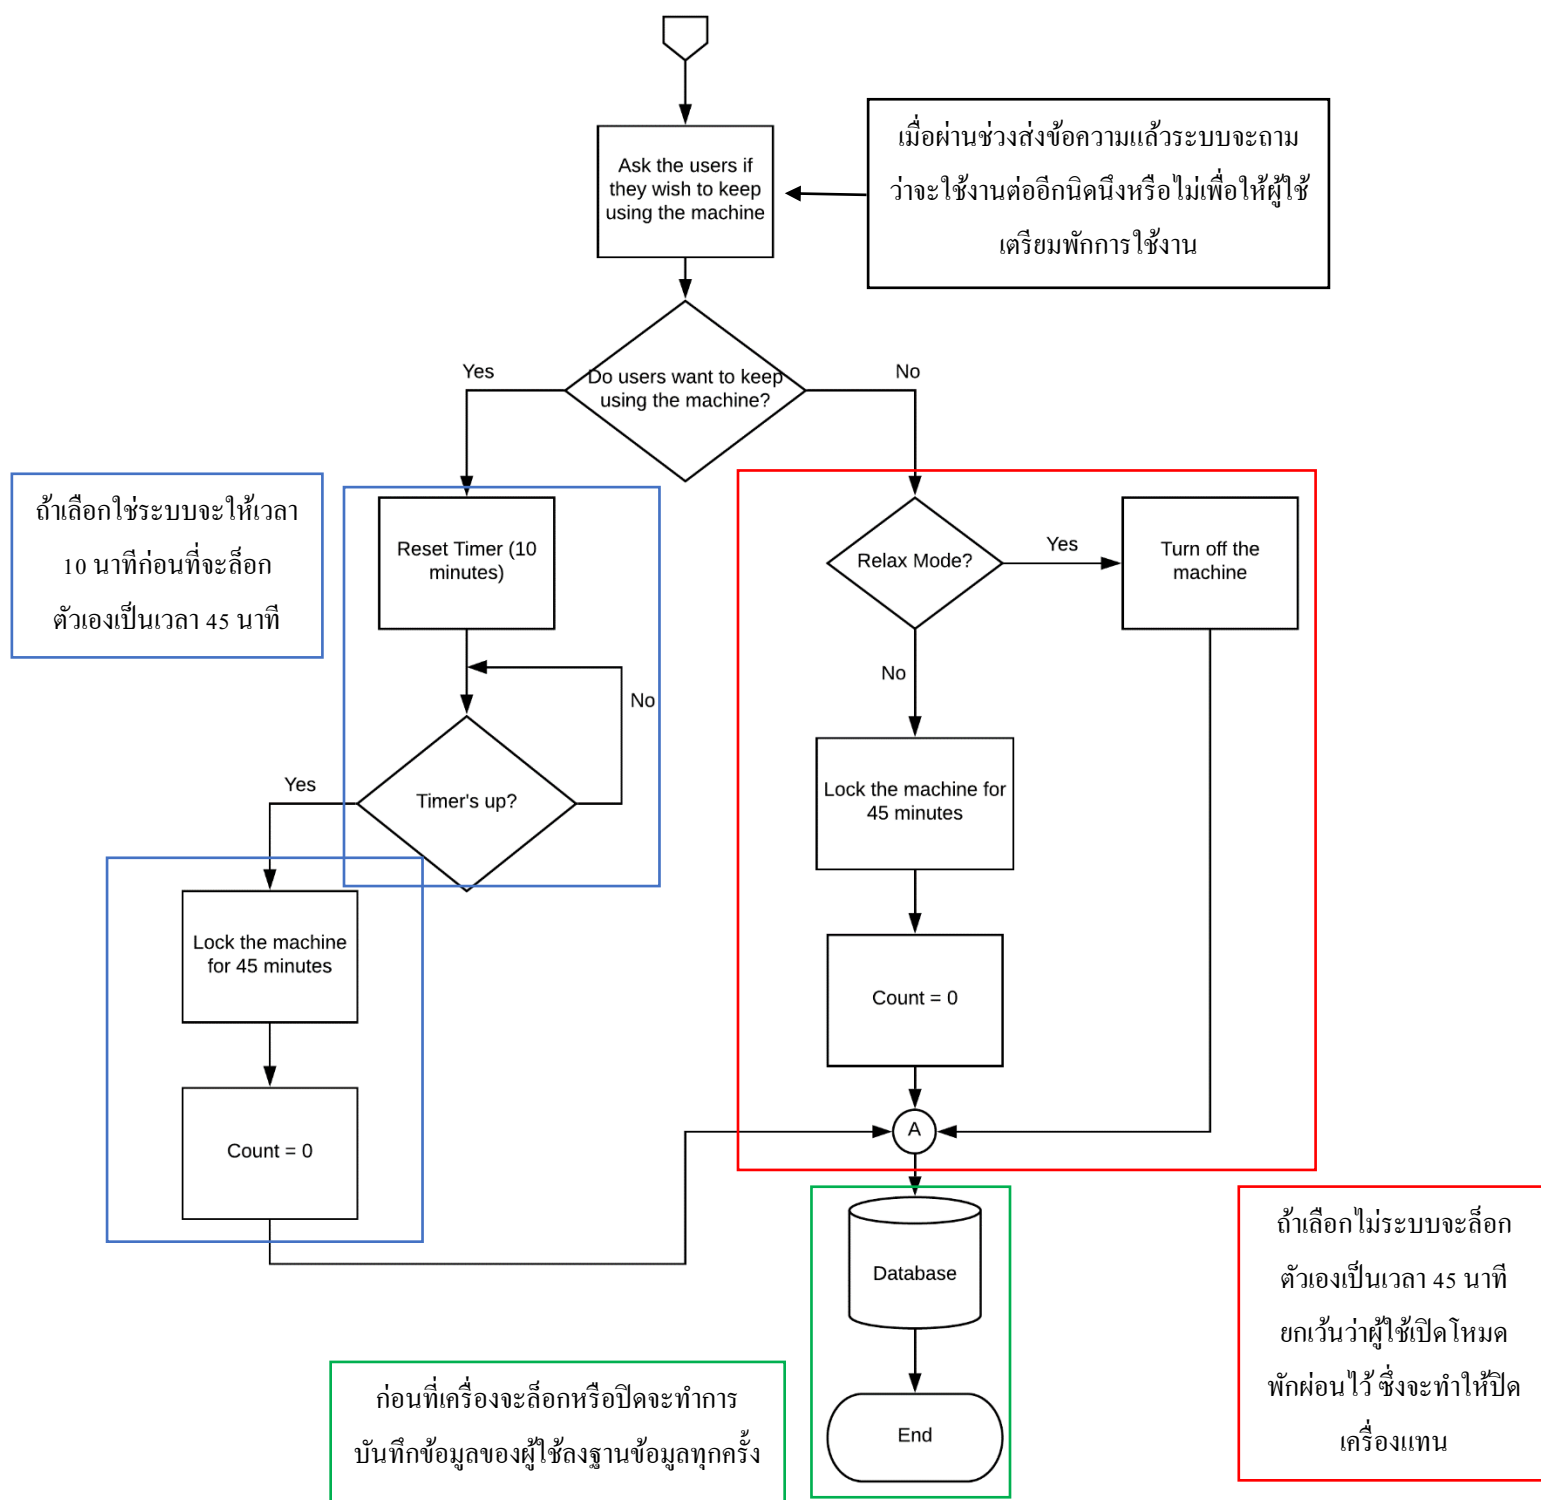 Ask the users if
they wish to keep
using the machine
เมื่อผ่านช่วงส่งข้อความแล้วระบบจะถาม
ว่าจะใช้งานต่ออีกนิดนึงหรือไม่เพื่อให้ผู้ใช้
เตรียมพักการใช้งาน
Do users want to keep
using the machine?
Yes
No
ถ้าเลือกใช่ระบบจะให้เวลา
10 นาทีก่อนที่จะล็อก
ตัวเองเป็นเวลา 45 นาที
Reset Timer (10
minutes)
Relax Mode?
Yes
Turn off the
machine
No
No
Timer's up?
Yes
Lock the machine for
45 minutes
Lock the machine
for 45 minutes
Count = 0
Count = 0
A
Database
ถ้าเลือกไม่ระบบจะล็อก
ตัวเองเป็นเวลา 45 นาที
ยกเว้นว่าผู้ใช้เปิดโหมด
พักผ่อนไว้ ซึ่งจะทำให้ปิด
เครื่องแทน
ก่อนที่เครื่องจะล็อกหรือปิดจะทำการ
บันทึกข้อมูลของผู้ใช้ลงฐานข้อมูลทุกครั้ง
End